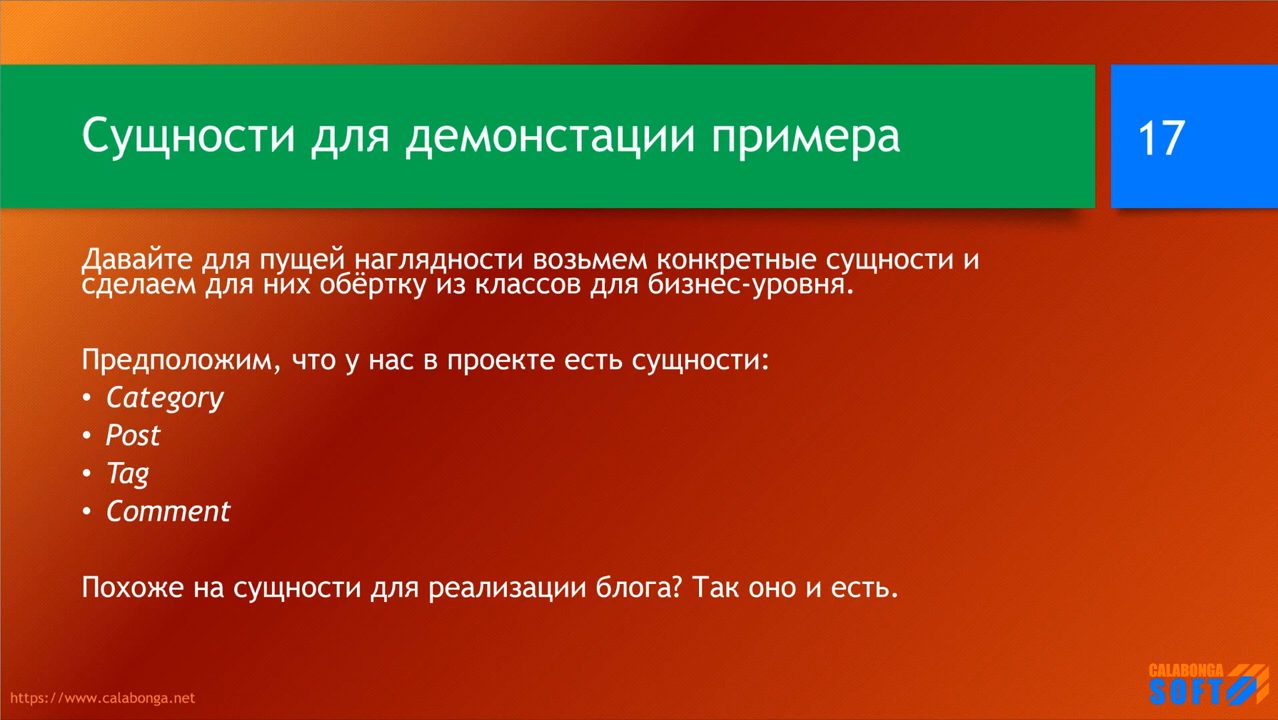 Сущности для демонстации примера
17
Давайте для пущей наглядности возьмем конкретные сущности и
сделаем для них обёртку из классов для бизнес-уровня.
Предположим, что у нас в проекте есть сущности:
• Category
• Post
• Tag
• Comment
Похоже на сущности для реализации блога? Так оно и есть.
https://www.calabonga.net
CALABONGA
SOFT